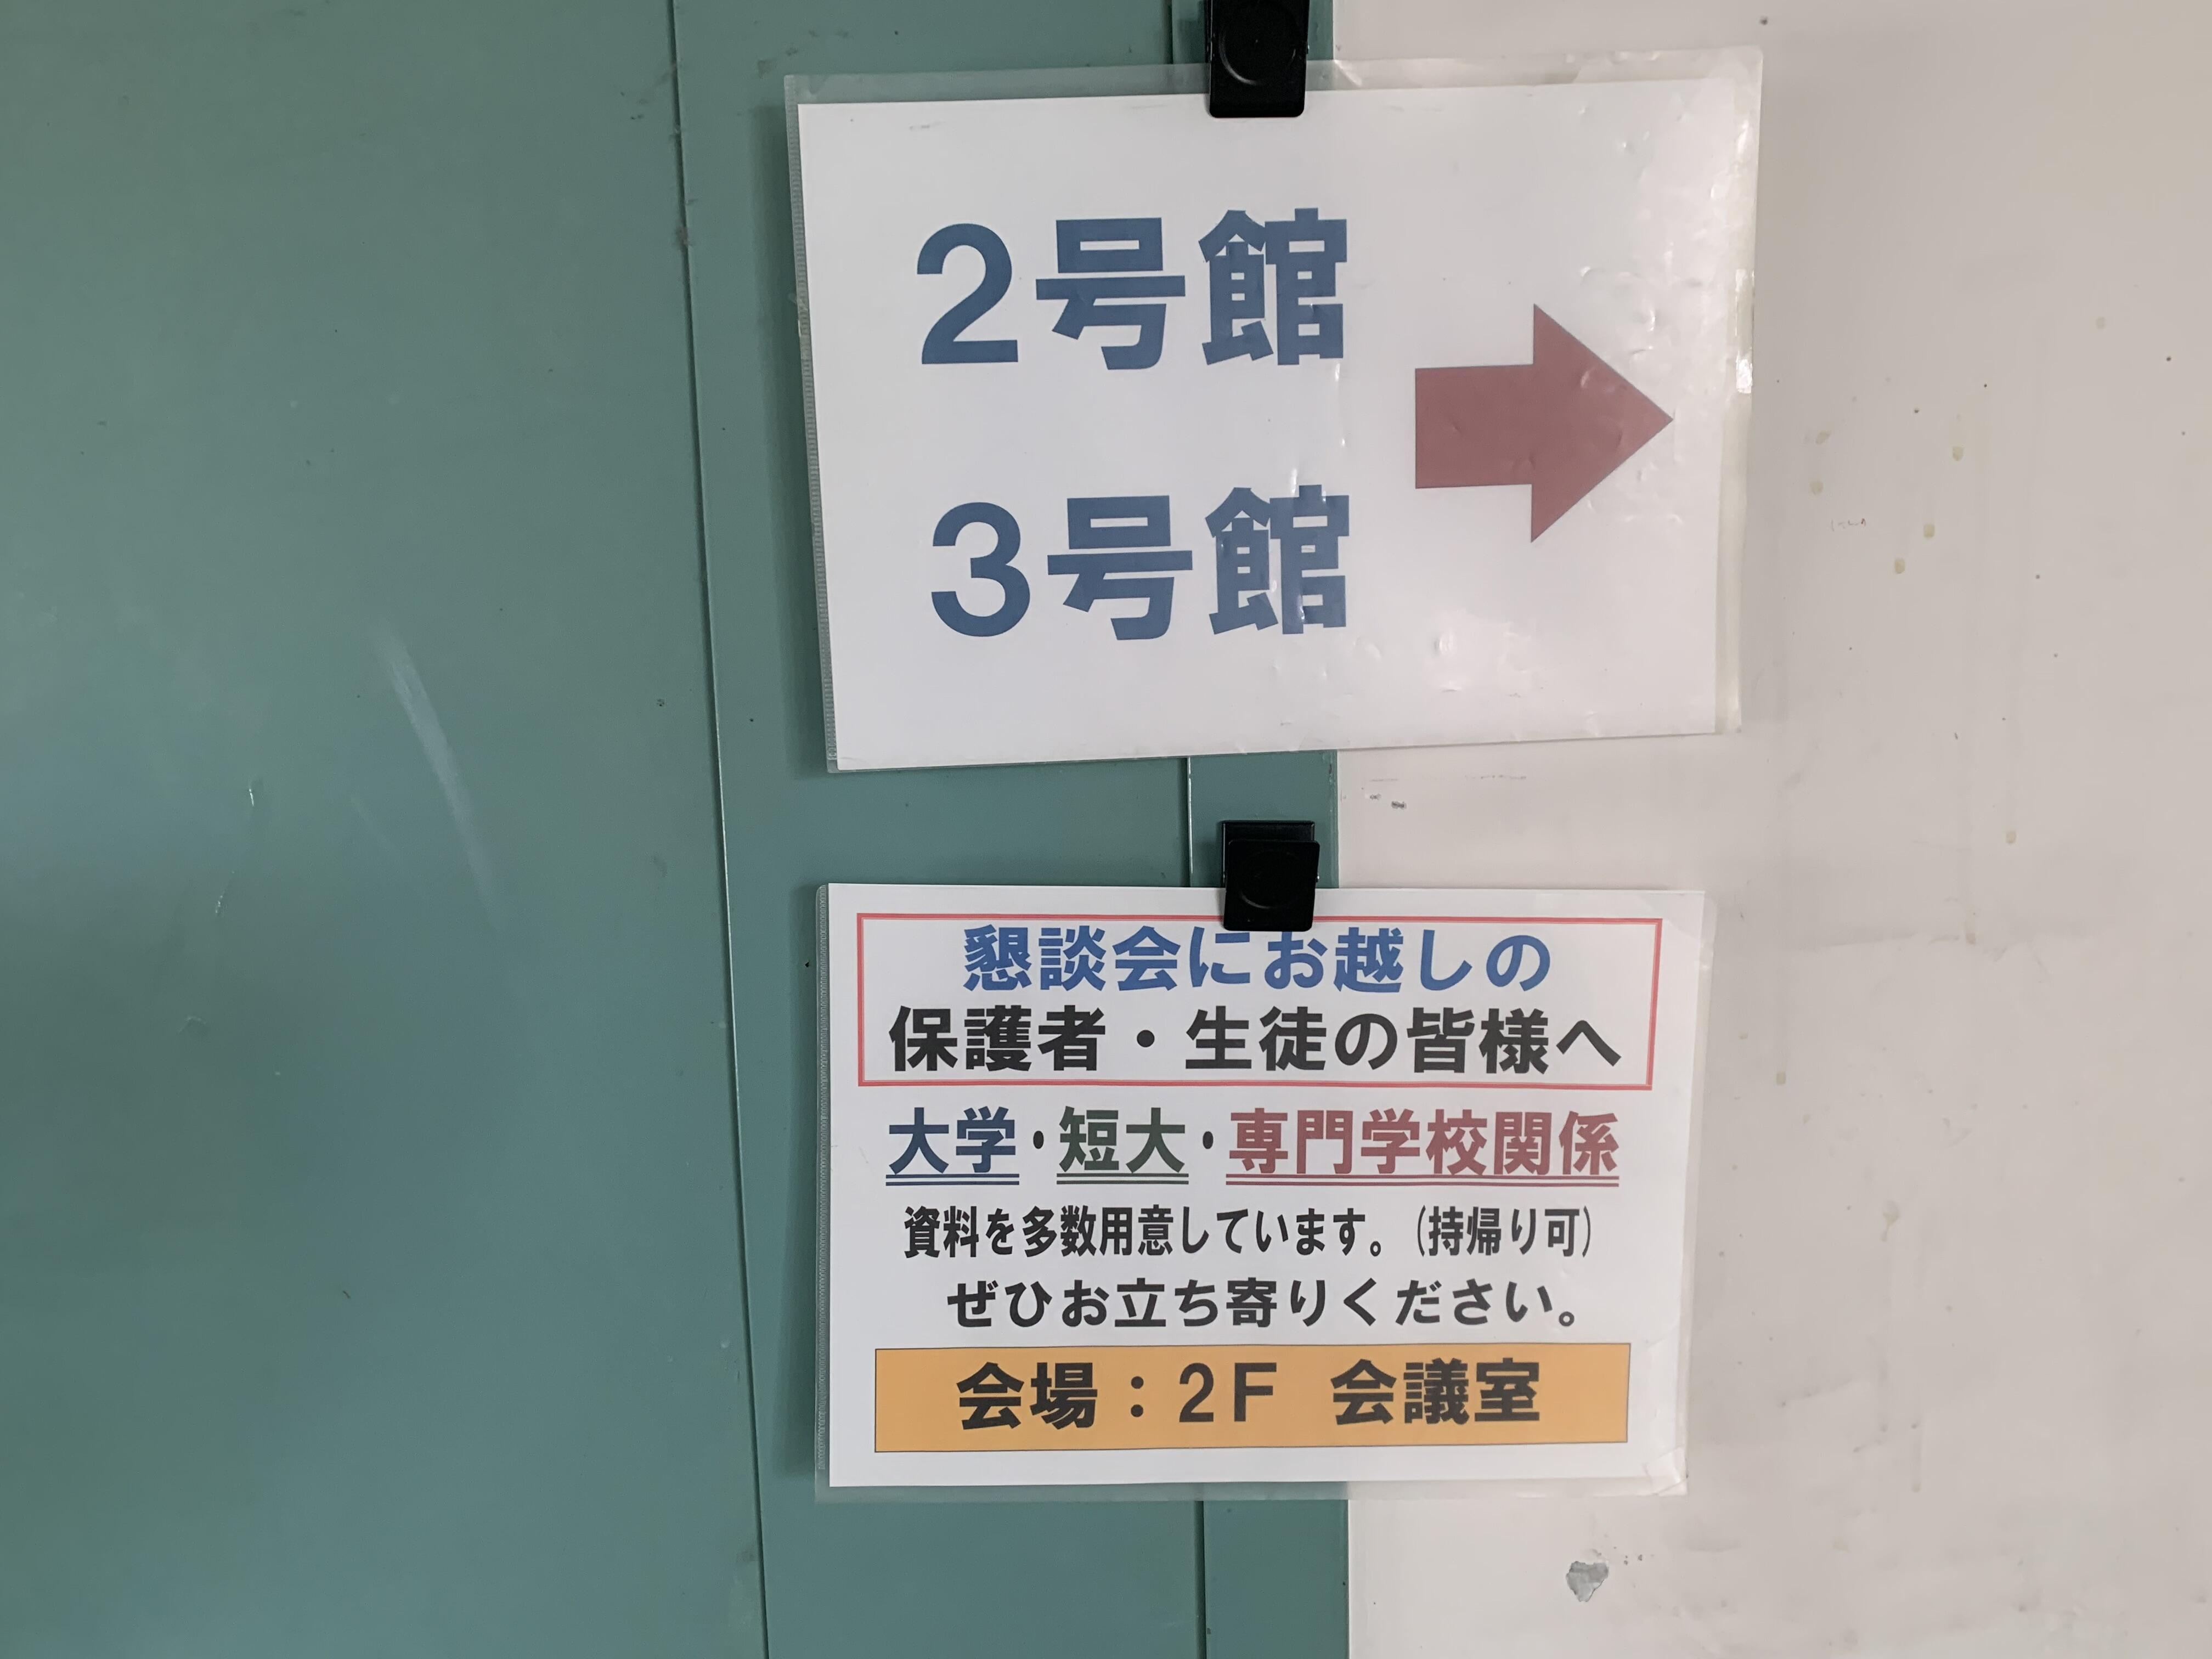 2号館
3号館
懇談会にお越しの
保護者・生徒の皆様へ
大学・短大・専門学校関係
資料を多数用意しています。(持帰り可)
ぜひお立ち寄りください。
会場:2F 会議室